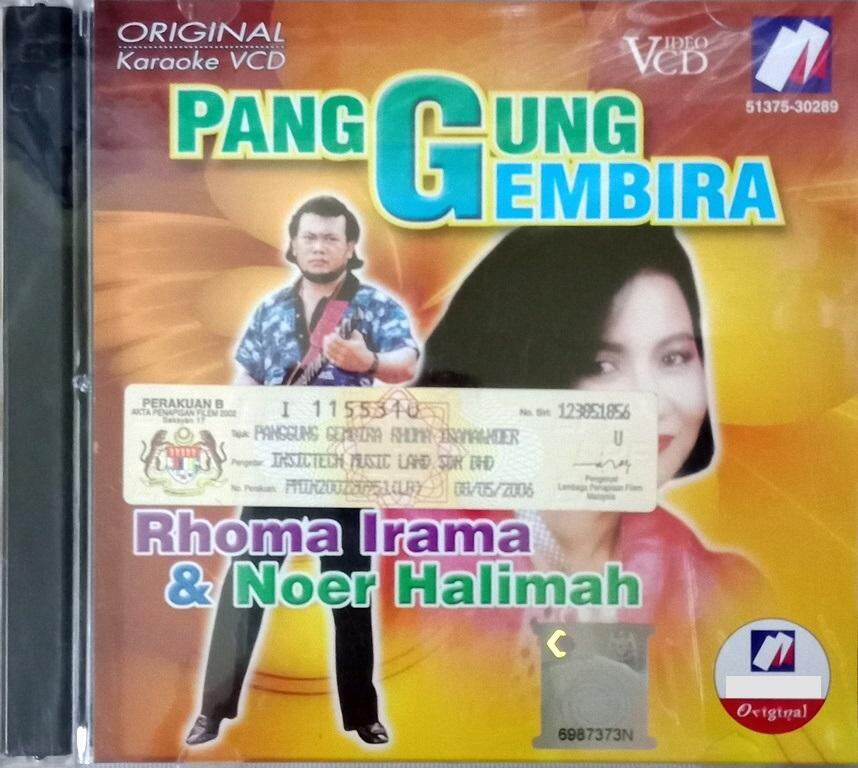 ORIGINAL
Karaoke VCD
VIDEO
VCD
51375-30289
PANGGUNG
GEMBIRA
PERAKUAN B
AKTA PENAPISAN FILEM 2002
Seksyen 17
I 115531U
No. Siri: 123051056
Tajuk: PANGGUNG GEMBIRA RHOMA IRAMA&NOER
U
Pengedar: INSICTECH MUSIC LAND SDN BHD
No. Perakuan:
08/05/2006
Pengerusi
Lembaga Penapisan Filem
Malaysia
Rhoma Irama
& Noer Halimah
6987373N
Original